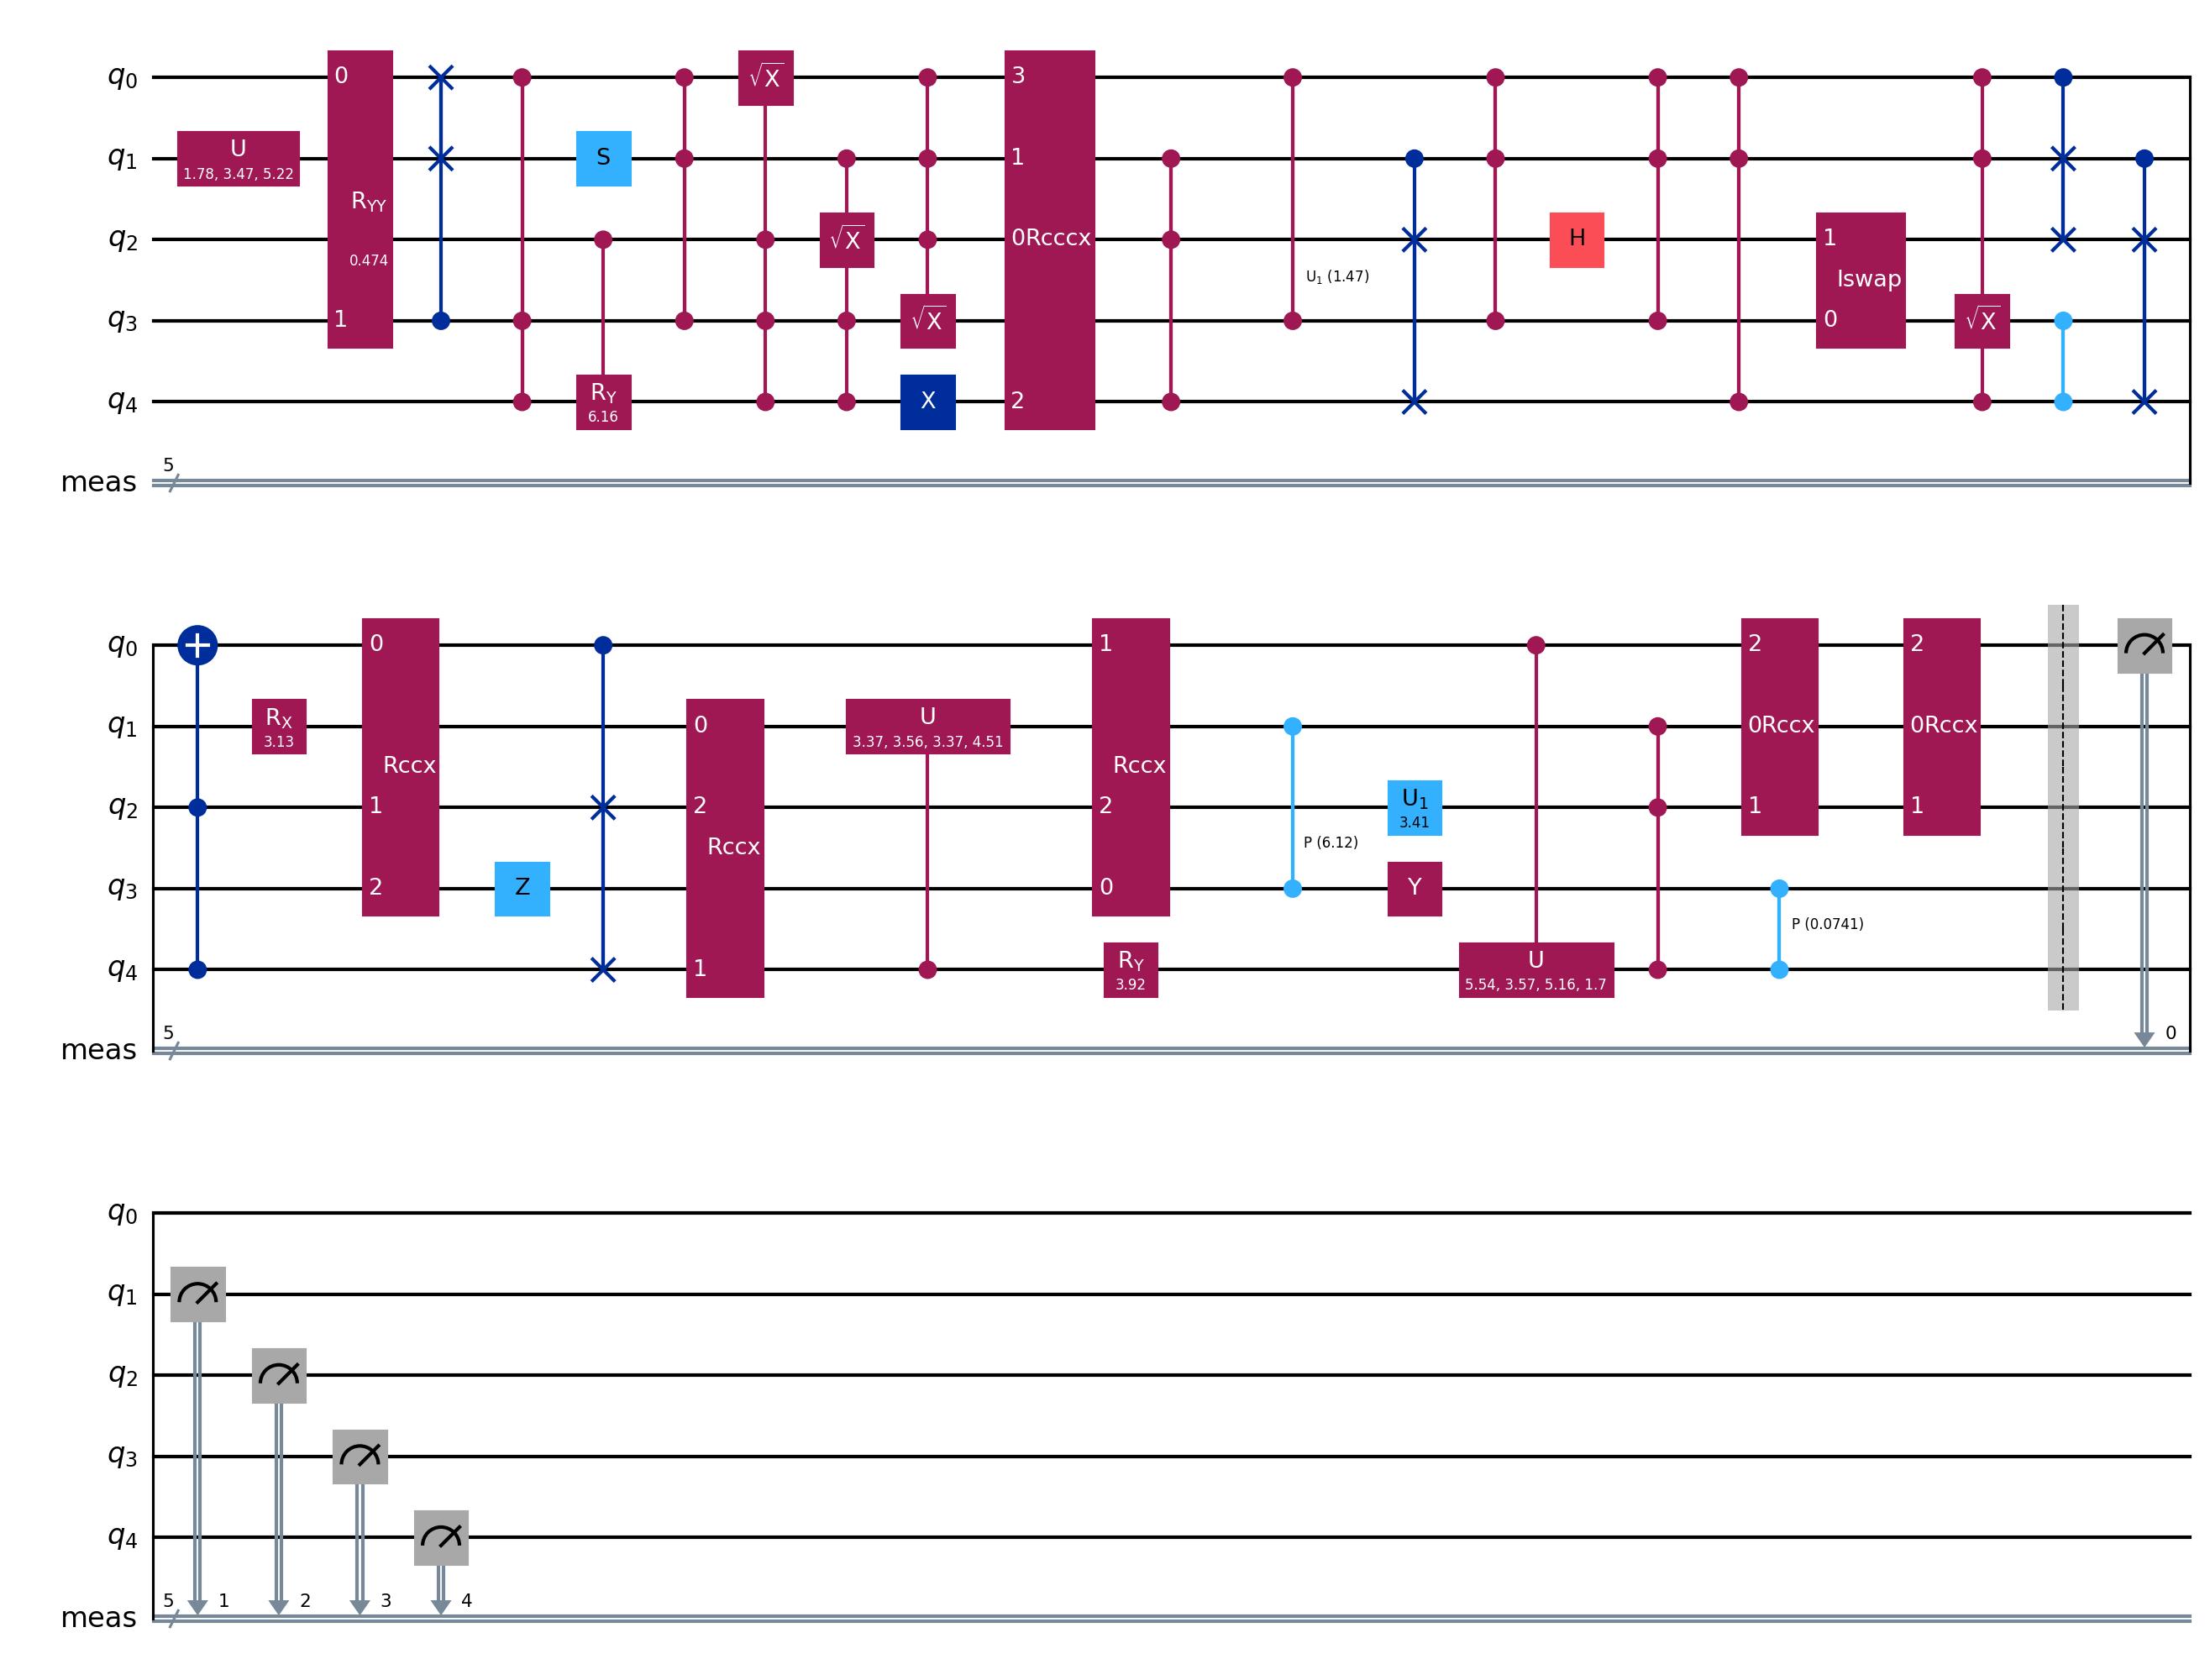 q0 0 √X 3
q1 U 1.78, 3.47, 5.22 S 1
RYY
q2 √X 0Rcccx H 1
0.474 U1 (1.47) Iswap
q3 1 √X 0 √X
q4 RY 6.16 X 2
5
meas
q0 0 1 2 2
q1 RX 3.13 0 U 3.37, 3.56, 3.37, 4.51 0Rccx 0Rccx
Rccx Rccx
q2 1 2 2 U1 3.41 1 1
Rccx P (6.12)
q3 2 Z 0 Y
P (0.0741)
q4 1 RY 3.92 U 5.54, 3.57, 5.16, 1.7
5 0
meas
q0
q1
q2
q3
q4
5 1 2 3 4
meas